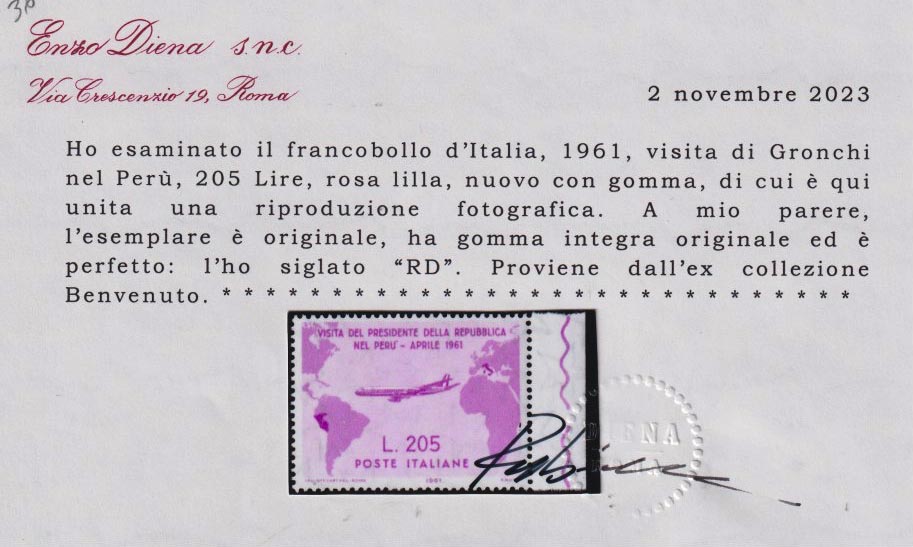 Enzo Diena s.n.c.
Via Crescenzio 19, Roma
2 novembre 2023
Ho esaminato il francobollo d'Italia, 1961, visita di Gronchi
nel Perù, 205 Lire, rosa lilla, nuovo con gomma, di cui è qui
unita una riproduzione fotografica. A mio parere,
l'esemplare è originale, ha gomma integra originale ed è
perfetto: l'ho siglato "RD". Proviene dall'ex collezione
Benvenuto. * * * * * * * * * * * * * * * * * * * * * * * * * * * * *
VISITA DEL PRESIDENTE DELLA REPUBBLICA
NEL PERU' - APRILE 1961
L. 205
POSTE ITALIANE
1961
DIENA
ROMA